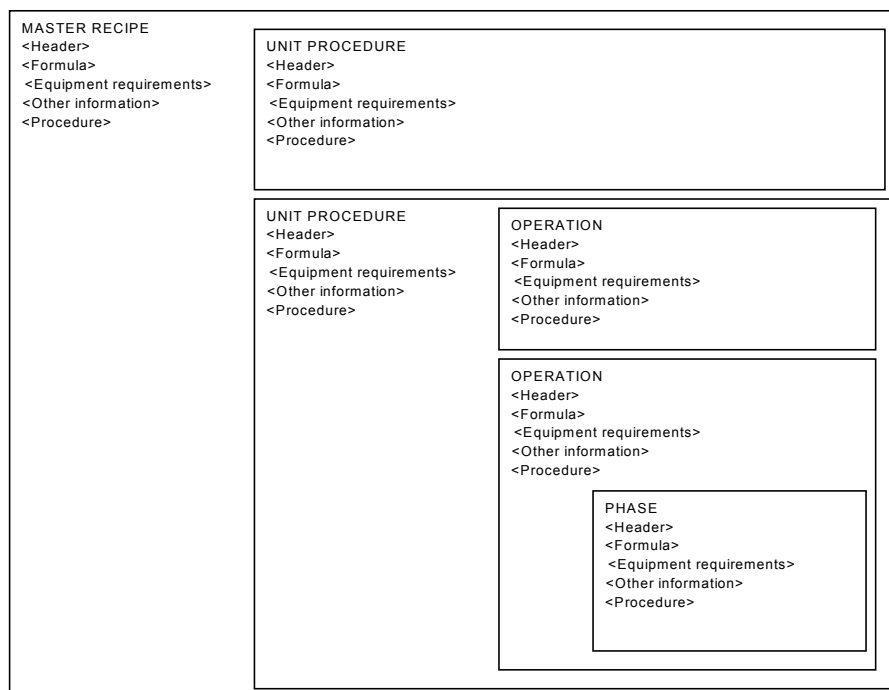 MASTER RECIPE
<Header>
<Formula>
<Equipment requirements>
<Other information>
<Procedure>
UNIT PROCEDURE
<Header>
<Formula>
<Equipment requirements>
<Other information>
<Procedure>
UNIT PROCEDURE
<Header>
<Formula>
<Equipment requirements>
<Other information>
<Procedure>
OPERATION
<Header>
<Formula>
<Equipment requirements>
<Other information>
<Procedure>
OPERATION
<Header>
<Formula>
<Equipment requirements>
<Other information>
<Procedure>
PHASE
<Header>
<Formula>
<Equipment requirements>
<Other information>
<Procedure>